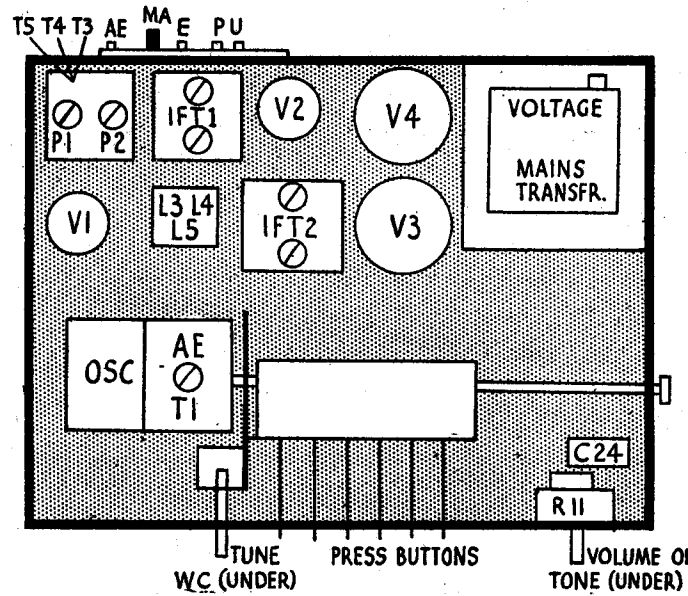 T5 T4 T3 AE MA E P U
P1 P2
IFT1
V2
V4
VOLTAGE
MAINS
TRANSFR.
V1
L3 L4
L5
IFT2
V3
OSC
AE
T1
C24
R11
TUNE
WC (UNDER)
PRESS BUTTONS
VOLUME O
TONE (UNDER)